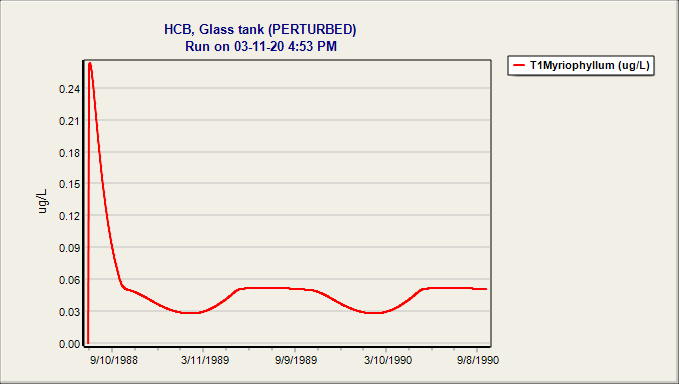 HCB, Glass tank (PERTURBED)
Run on 03-11-20 4:53 PM
T1Myriophyllum (ug/L)
ug/L
0.24
0.21
0.18
0.15
0.12
0.09
0.06
0.03
0.00
9/10/1988 3/11/1989 9/9/1989 3/10/1990 9/8/1990